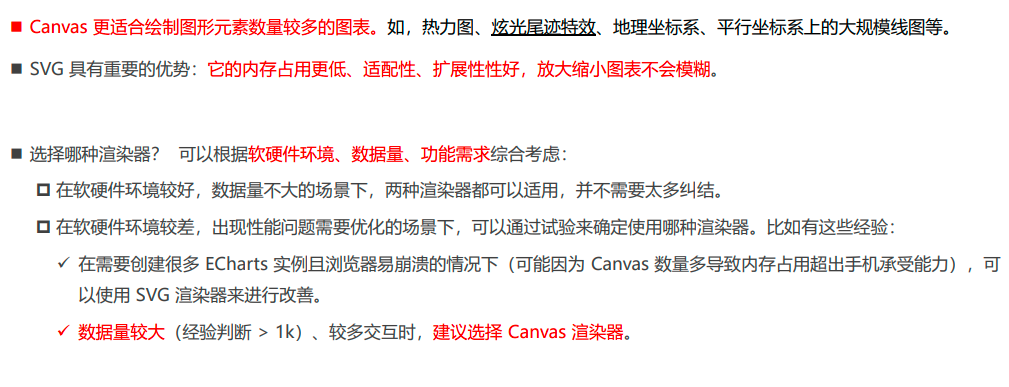 Canvas 更适合绘制图形元素数量较多的图表。如，热力图、炫光尾迹特效、地理坐标系、平行坐标系上的大规模线图等。
SVG 具有重要的优势：它的内存占用更低、适配性、扩展性性好，放大缩小图表不会模糊。
选择哪种渲染器？ 可以根据软硬件环境、数据量、功能需求综合考虑：
在软硬件环境较好，数据量不大的场景下，两种渲染器都可以适用，并不需要太多纠结。
在软硬件环境较差，出现性能问题需要优化的场景下，可以通过试验来确定使用哪种渲染器。比如有这些经验：
在需要创建很多 ECharts 实例且浏览器易崩溃的情况下（可能因为 Canvas 数量多导致内存占用超出手机承受能力），可
以使用 SVG 渲染器来进行改善。
数据量较大（经验判断 > 1k）、较多交互时，建议选择 Canvas 渲染器。